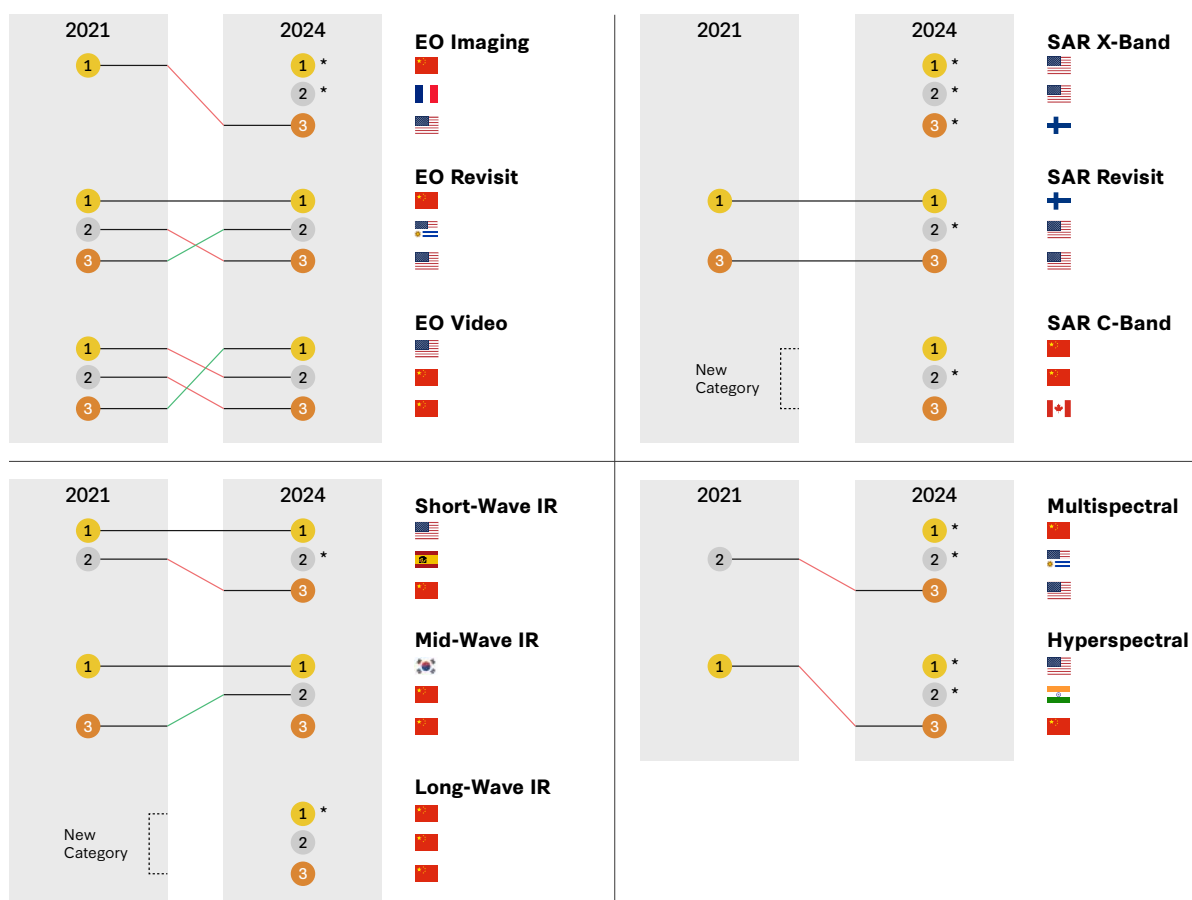 2021 2024
EO Imaging
1 1 *
2 *
3
EO Revisit
1 1
2 2
3 3
EO Video
1 1
2 2
3 3
2021 2024
SAR X-Band
1 *
2 *
3 *
SAR Revisit
1 1
2 *
3 3
SAR C-Band
1
New
Category
2 *
3
2021 2024
Short-Wave IR
1 1
2 2 *
3
Mid-Wave IR
1 1
2
3 3
Long-Wave IR
1 *
New
Category
2
3
2021 2024
Multispectral
1 *
2 2 *
3
Hyperspectral
1 1 *
2 *
3